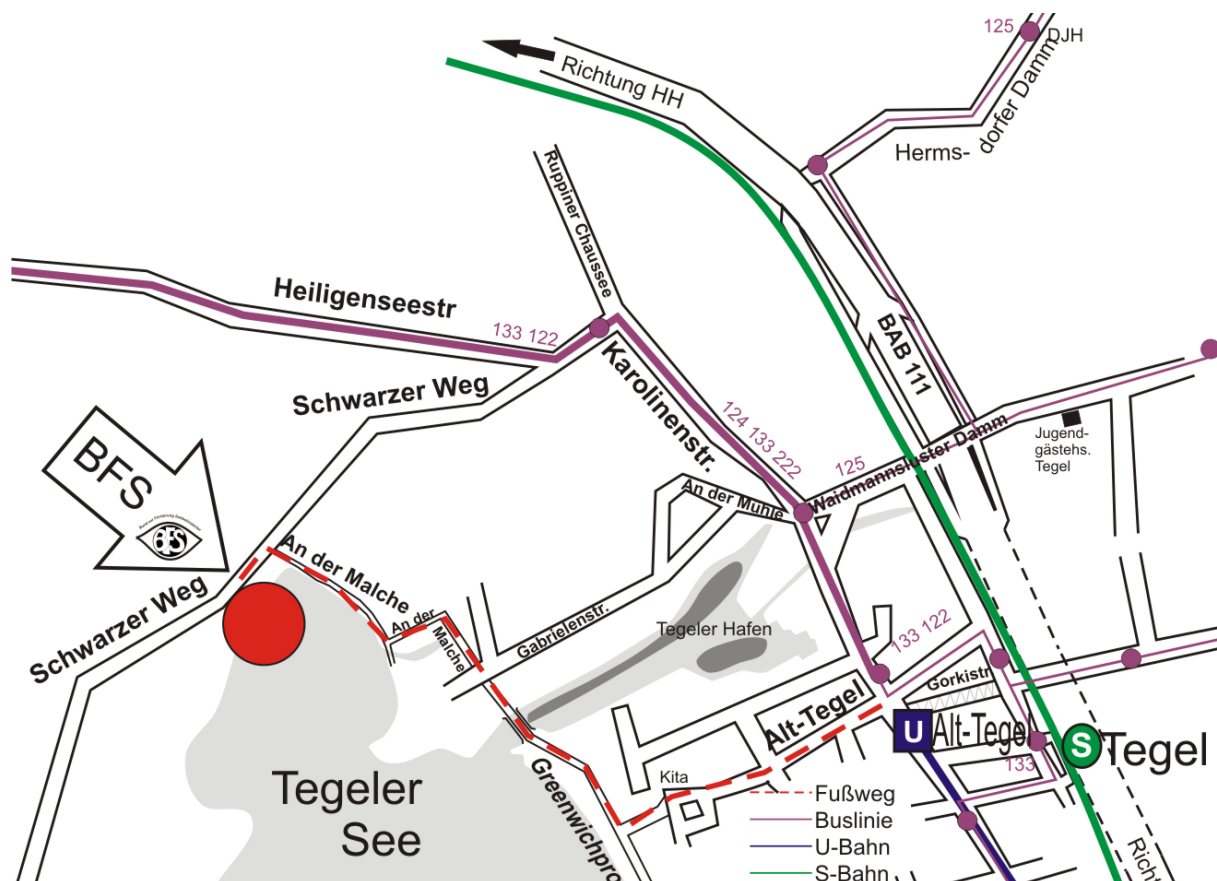 125
DJH
Richtung HH
Herms-
dorfer Damm
Ruppiner Chaussee
Heiligenseestr
133 122
BAB 111
Karolinenstr.
Schwarzer Weg
124 133 222
Jugend-
gästehs.
Tegel
125
Waidmannsluster Damm
BFS
An der Mühle
BFS
An der Malche
Schwarzer Weg
An der
Malche
Gabrielenstr.
Tegeler Hafen
133 122
Gorkistr
Alt-Tegel
U
Alt-Tegel
S
Tegel
133
Kita
Tegeler
See
Greenwichpro
Fußweg
Buslinie
U-Bahn
S-Bahn
Richt